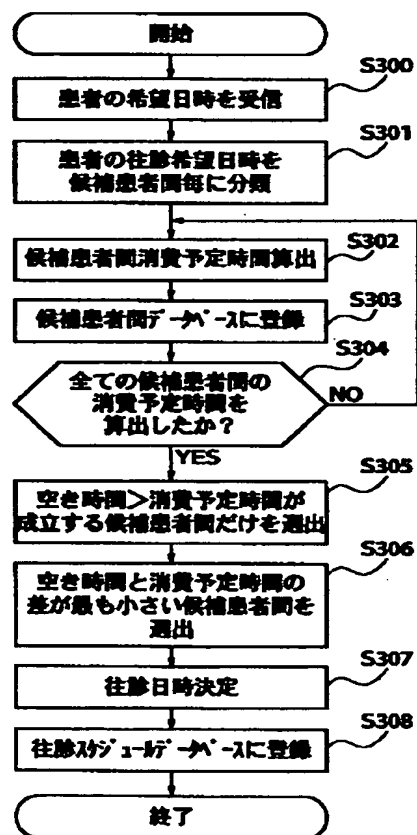 開始
S300
患者の希望日時を受信
S301
患者の往診希望日時を
候補患者間毎に分類
S302
候補患者間消費予定時間算出
S303
候補患者間データベースに登録
S304
全ての候補患者間の
消費予定時間を
算出したか？
NO
YES
S305
空き時間＞消費予定時間が
成立する候補患者間だけを選出
S306
空き時間と消費予定時間の
差が最も小さい候補患者間を
選出
S307
往診日時決定
S308
往診スケジュールデータベースに登録
終了